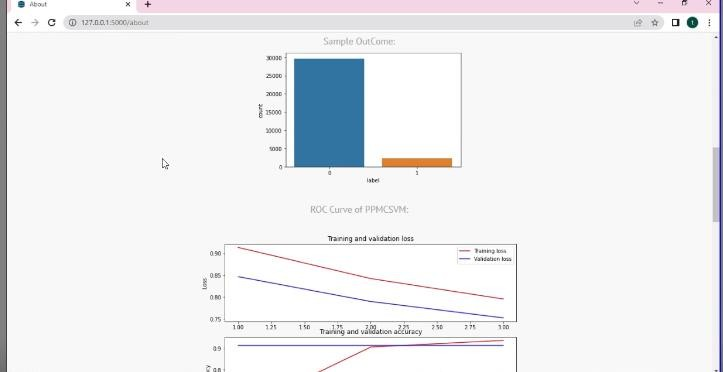 About
127.0.0.1:5000/about
1
Sample OutCome:
30000
25000
20000
15000
10000
5000
0
count
0 1
label
ROC Curve of PPMCSVM:
Training and validation loss
Training loss
Validation loss
0.90
0.85
0.80
0.75
Loss
1.00 1.25 1.50 1.75 2.00 2.25 2.50 2.75 3.00
Training and validation accuracy
0.9
0.8